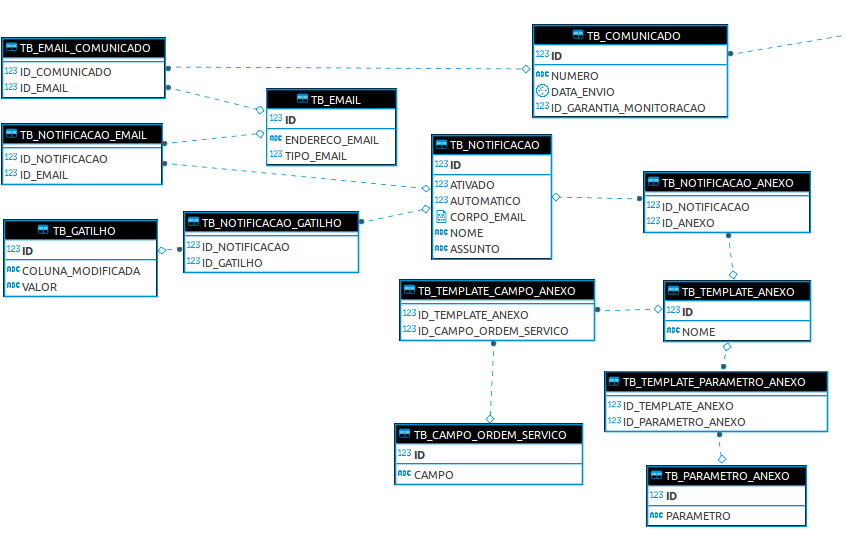 TB_EMAIL_COMUNICADO
123 ID_COMUNICADO
123 ID_EMAIL
TB_COMUNICADO
123 ID
ABC NUMERO
DATA_ENVIO
123 ID_GARANTIA_MONITORACAO
TB_EMAIL
123 ID
ABC ENDERECO_EMAIL
123 TIPO_EMAIL
TB_NOTIFICACAO_EMAIL
123 ID_NOTIFICACAO
123 ID_EMAIL
TB_NOTIFICACAO
123 ID
123 ATIVADO
123 AUTOMATICO
CORPO_EMAIL
ABC NOME
ABC ASSUNTO
TB_NOTIFICACAO_ANEXO
123 ID_NOTIFICACAO
123 ID_ANEXO
TB_GATILHO
123 ID
ABC COLUNA_MODIFICADA
ABC VALOR
TB_NOTIFICACAO_GATILHO
123 ID_NOTIFICACAO
123 ID_GATILHO
TB_TEMPLATE_CAMPO_ANEXO
123 ID_TEMPLATE_ANEXO
123 ID_CAMPO_ORDEM_SERVICO
TB_TEMPLATE_ANEXO
123 ID
ABC NOME
TB_TEMPLATE_PARAMETRO_ANEXO
123 ID_TEMPLATE_ANEXO
123 ID_PARAMETRO_ANEXO
TB_CAMPO_ORDEM_SERVICO
123 ID
ABC CAMPO
TB_PARAMETRO_ANEXO
123 ID
ABC PARAMETRO